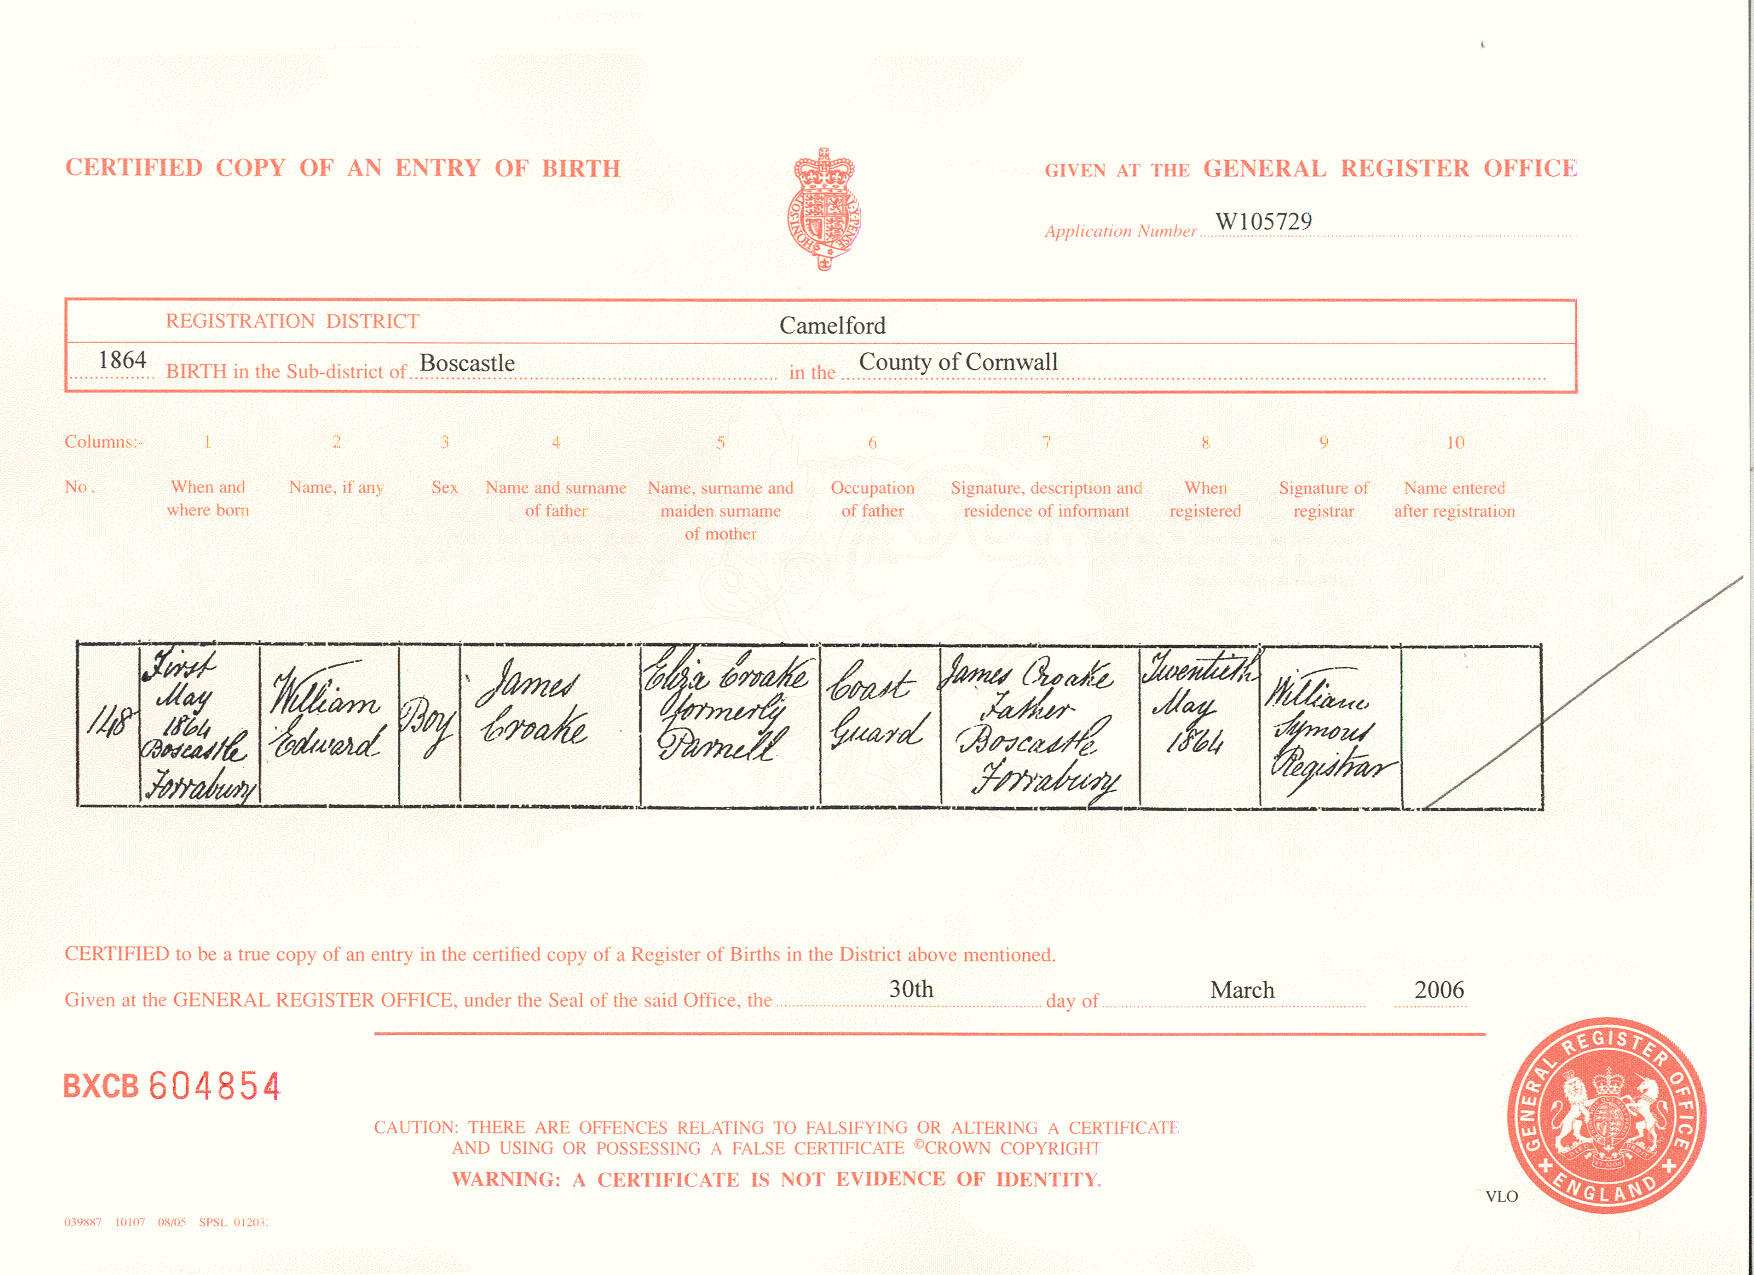 CERTIFIED COPY OF AN ENTRY OF BIRTH
GIVEN AT THE GENERAL REGISTER OFFICE
Application Number W105729
REGISTRATION DISTRICT Camelford
1864 BIRTH in the Sub-district of Boscastle in the County of Cornwall
Columns:- 1 2 3 4 5 6 7 8 9 10
No. When and where born
Name, if any
Sex
Name and surname of father
Name, surname and maiden surname of mother
Occupation of father
Signature, description and residence of informant
When registered
Signature of registrar
Name entered after registration
148
First
May
1864
Boscastle
Forrabury
William
Edward
Boy
James
Croake
Eliza Croake
formerly
Parnell
Coast
Guard
James Croake
Father
Boscastle
Forrabury
Twentieth
May
1864
William
Symons
Registrar
CERTIFIED to be a true copy of an entry in the certified copy of a Register of Births in the District above mentioned.
Given at the GENERAL REGISTER OFFICE, under the Seal of the said Office, the 30th day of March 2006
BXCB 604854
CAUTION: THERE ARE OFFENCES RELATING TO FALSIFYING OR ALTERING A CERTIFICATE
AND USING OR POSSESSING A FALSE CERTIFICATE ©CROWN COPYRIGHT
WARNING: A CERTIFICATE IS NOT EVIDENCE OF IDENTITY.
GENERAL REGISTER OFFICE
ENGLAND
VLO
039887 10107 08/05 SPSL